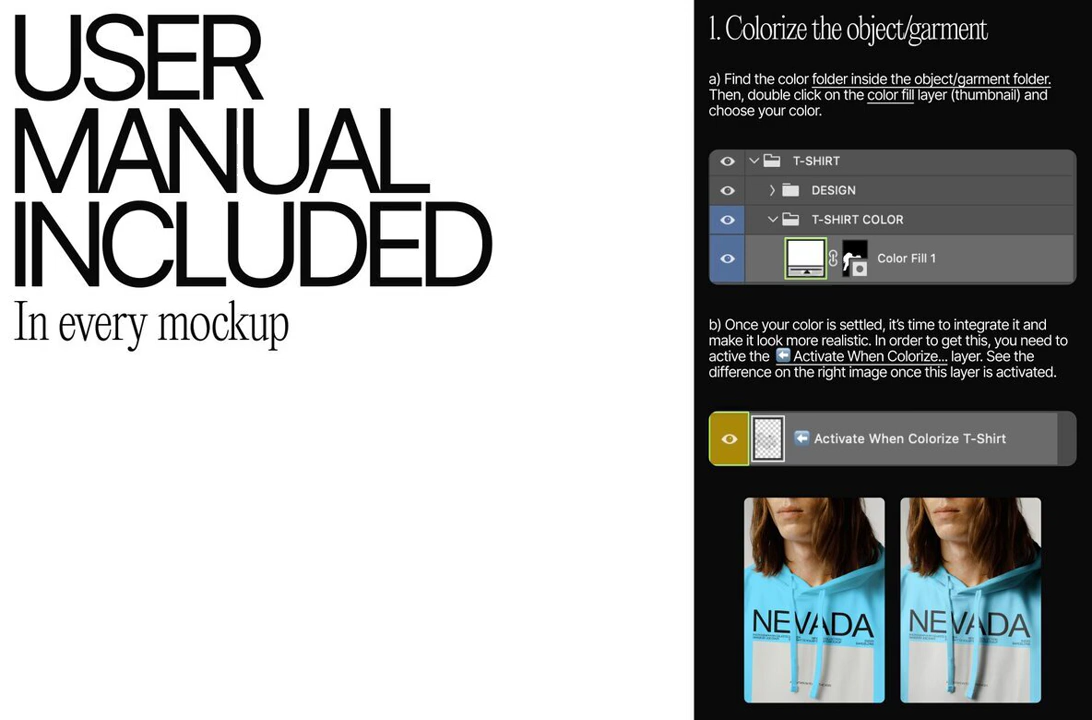 USER
MANUAL
INCLUDED
In every mockup
1. Colorize the object/garment
a) Find the color folder inside the object/garment folder.
Then, double click on the color fill layer (thumbnail) and
choose your color.
T-SHIRT
DESIGN
T-SHIRT COLOR
Color Fill 1
b) Once your color is settled, it's time to integrate it and
make it look more realistic. In order to get this, you need to
active the ⬅️ Activate When Colorize... layer. See the
difference on the right image once this layer is activated.
⬅️ Activate When Colorize T-Shirt
NEVADA
NEVADA